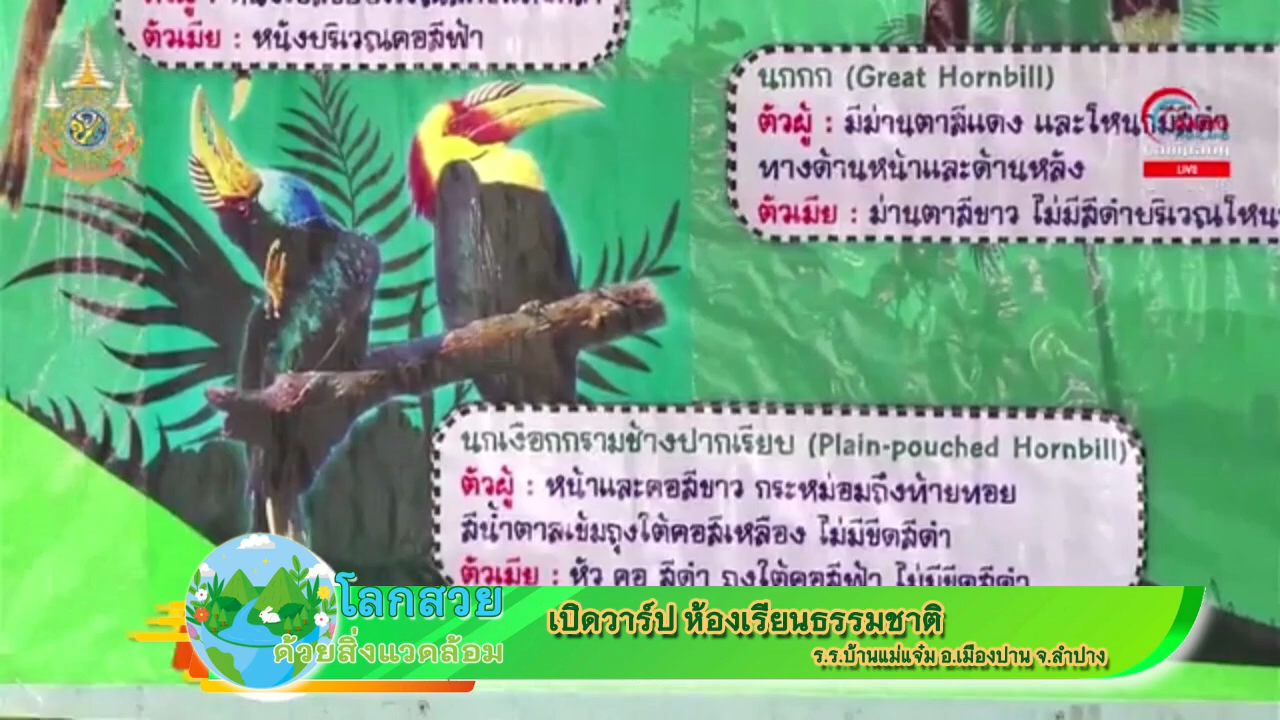 ตัวเมีย : หนังบริเวณคอสีฟ้า
นกกก (Great Hornbill)
ตัวผู้ : มีม่านตาสีแดง และโหนกมีสีดำ
ทางด้านหน้าและด้านหลัง
ตัวเมีย : ม่านตาสีขาว ไม่มีสีดำบริเวณโหน
LIVE
นกเงือกกรามช้างปากเรียบ (Plain-pouched Hornbill)
ตัวผู้ : หน้าและคอสีขาว กระหม่อมถึงท้ายทอย
สีน้ำตาลเข้มถุงใต้คอสีเหลือง ไม่มีขีดสีดำ
ตัวเมีย : หัว คอ สีดำ ถุงใต้คอสีฟ้า ไม่มีขีดสีดำ
โลกสวย
ด้วยสิ่งแวดล้อม
เปิดวาร์ป ห้องเรียนธรรมชาติ
ร.ร.บ้านแม่แจ๋ม อ.เมืองปาน จ.ลำปาง